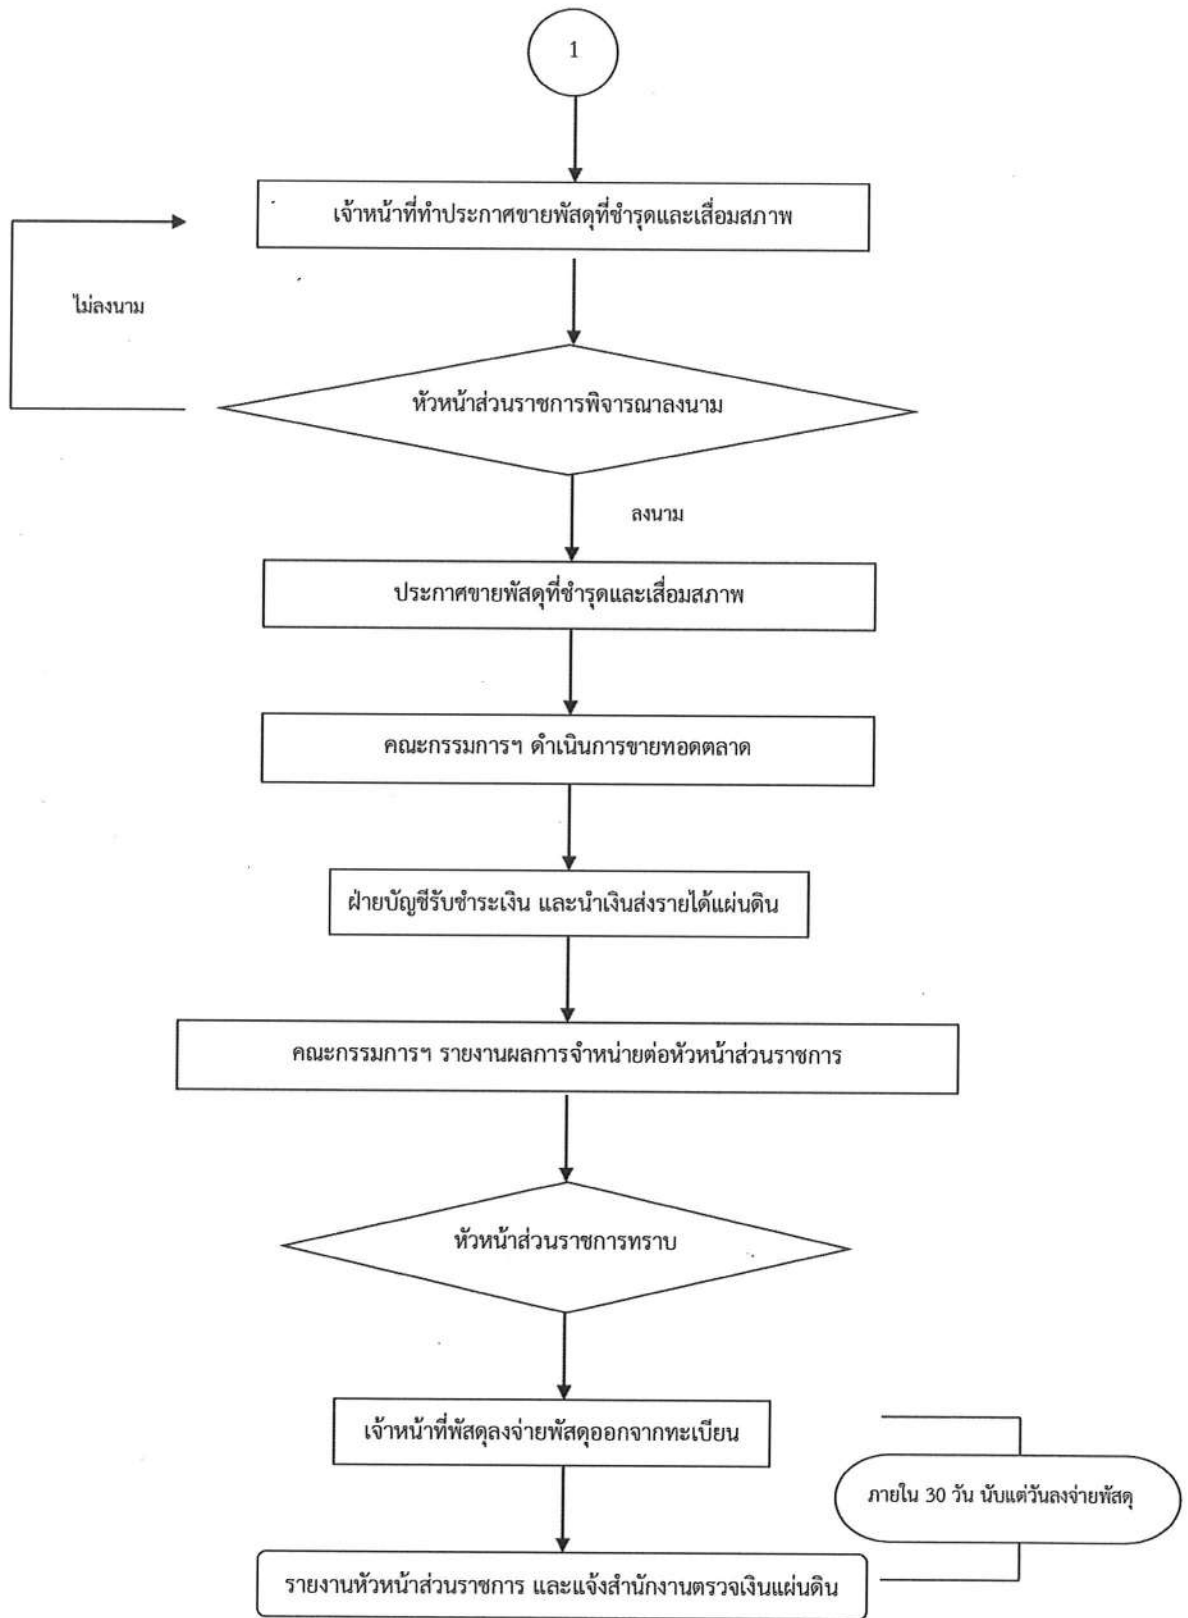 1
เจ้าหน้าที่ทำประกาศขายพัสดุที่ชำรุดและเสื่อมสภาพ
ไม่ลงนาม
หัวหน้าส่วนราชการพิจารณาลงนาม
ลงนาม
ประกาศขายพัสดุที่ชำรุดและเสื่อมสภาพ
คณะกรรมการฯ ดำเนินการขายทอดตลาด
ฝ่ายบัญชีรับชำระเงิน และนำเงินส่งรายได้แผ่นดิน
คณะกรรมการฯ รายงานผลการจำหน่ายต่อหัวหน้าส่วนราชการ
หัวหน้าส่วนราชการทราบ
เจ้าหน้าที่พัสดุลงจ่ายพัสดุออกจากทะเบียน
ภายใน 30 วัน นับแต่วันลงจ่ายพัสดุ
รายงานหัวหน้าส่วนราชการ และแจ้งสำนักงานตรวจเงินแผ่นดิน